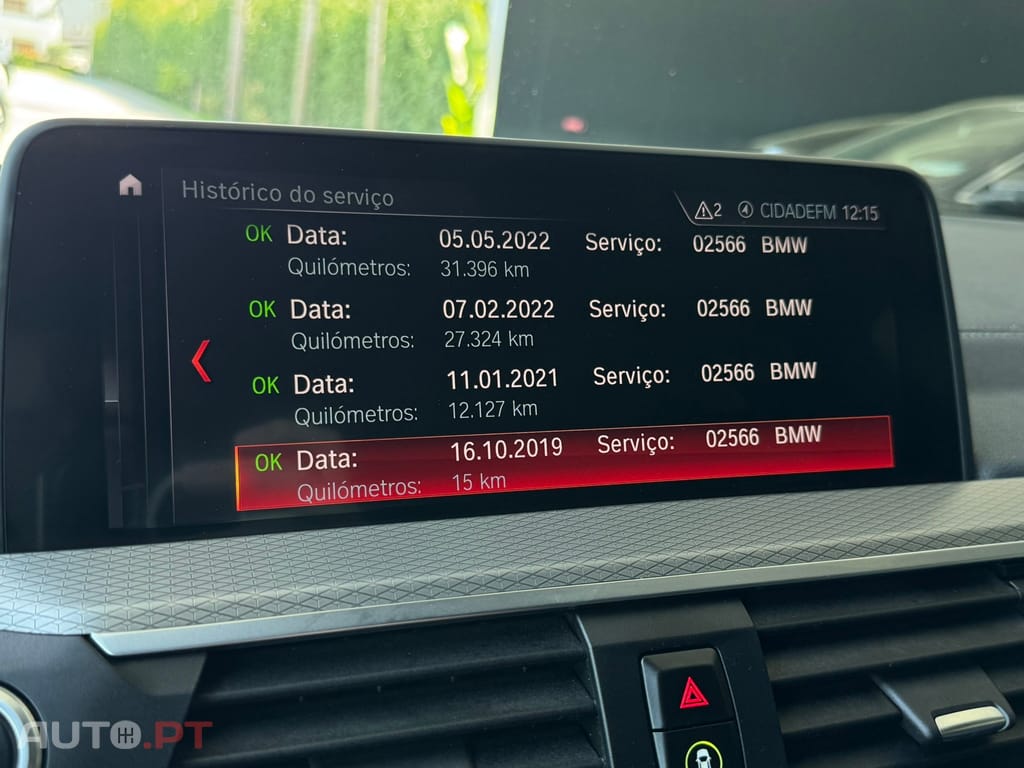 Histórico do serviço
2 CIDADEFM 12:15
OK Data: 05.05.2022 Serviço: 02566 BMW
Quilómetros: 31.396 km
OK Data: 07.02.2022 Serviço: 02566 BMW
Quilómetros: 27.324 km
OK Data: 11.01.2021 Serviço: 02566 BMW
Quilómetros: 12.127 km
OK Data: 16.10.2019 Serviço: 02566 BMW
Quilómetros: 15 km
AUTO.PT